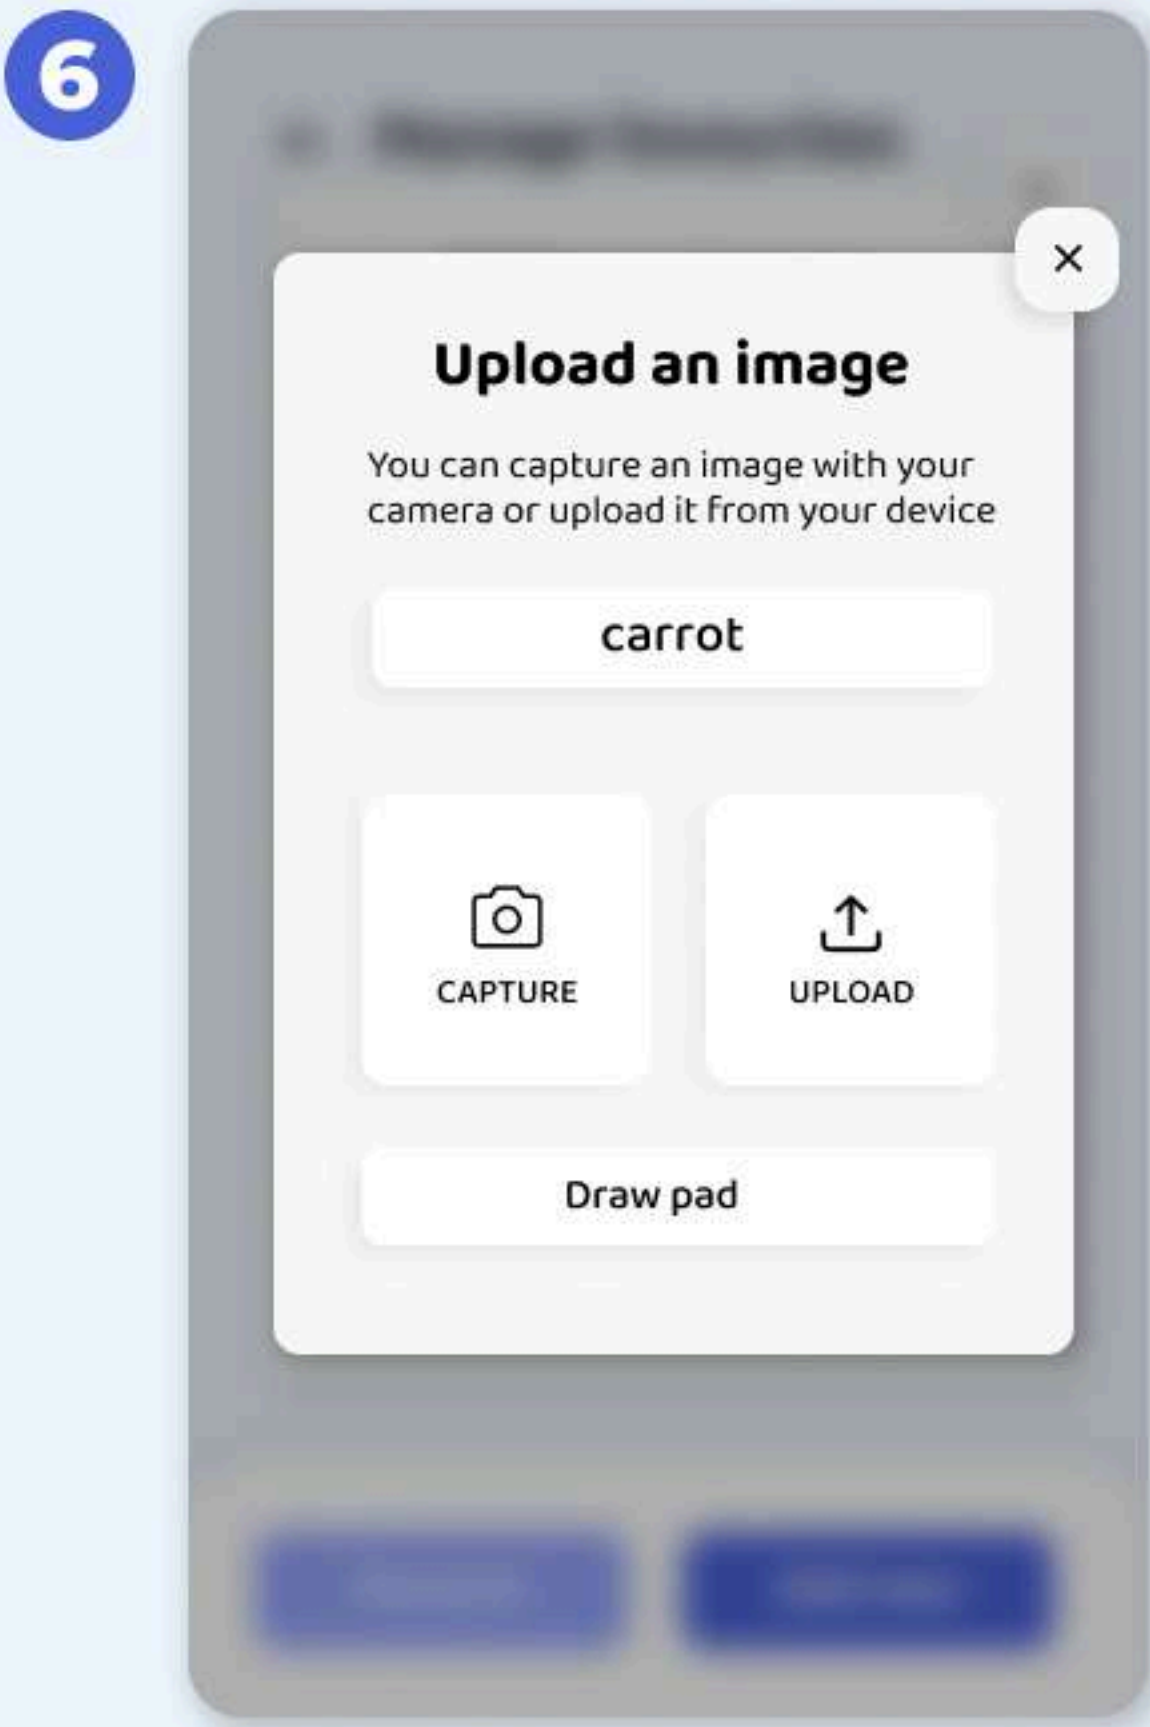 6
Upload an image
You can capture an image with your
camera or upload it from your device
carrot
CAPTURE
UPLOAD
Draw pad